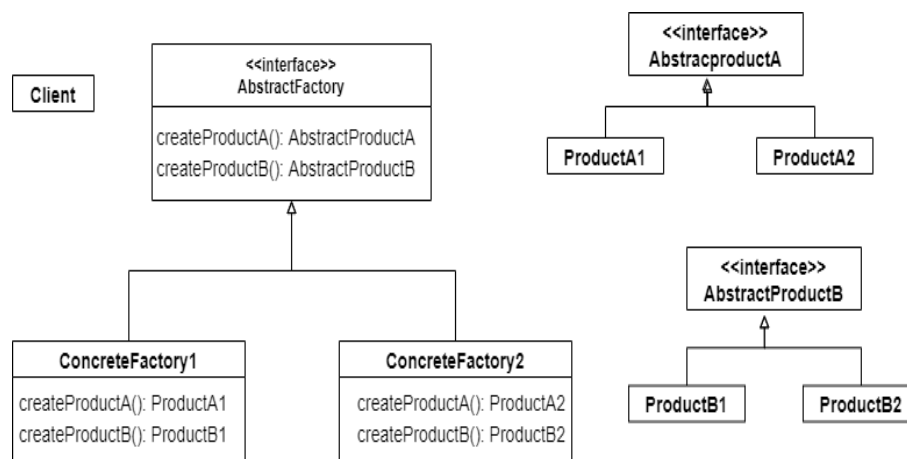 Client
<<interface>>
AbstractFactory
createProductA(): AbstractProductA
createProductB(): AbstractProductB
<<interface>>
AbstracproductA
ProductA1
ProductA2
<<interface>>
AbstractProductB
ProductB1
ProductB2
ConcreteFactory1
createProductA(): ProductA1
createProductB(): ProductB1
ConcreteFactory2
createProductA(): ProductA2
createProductB(): ProductB2